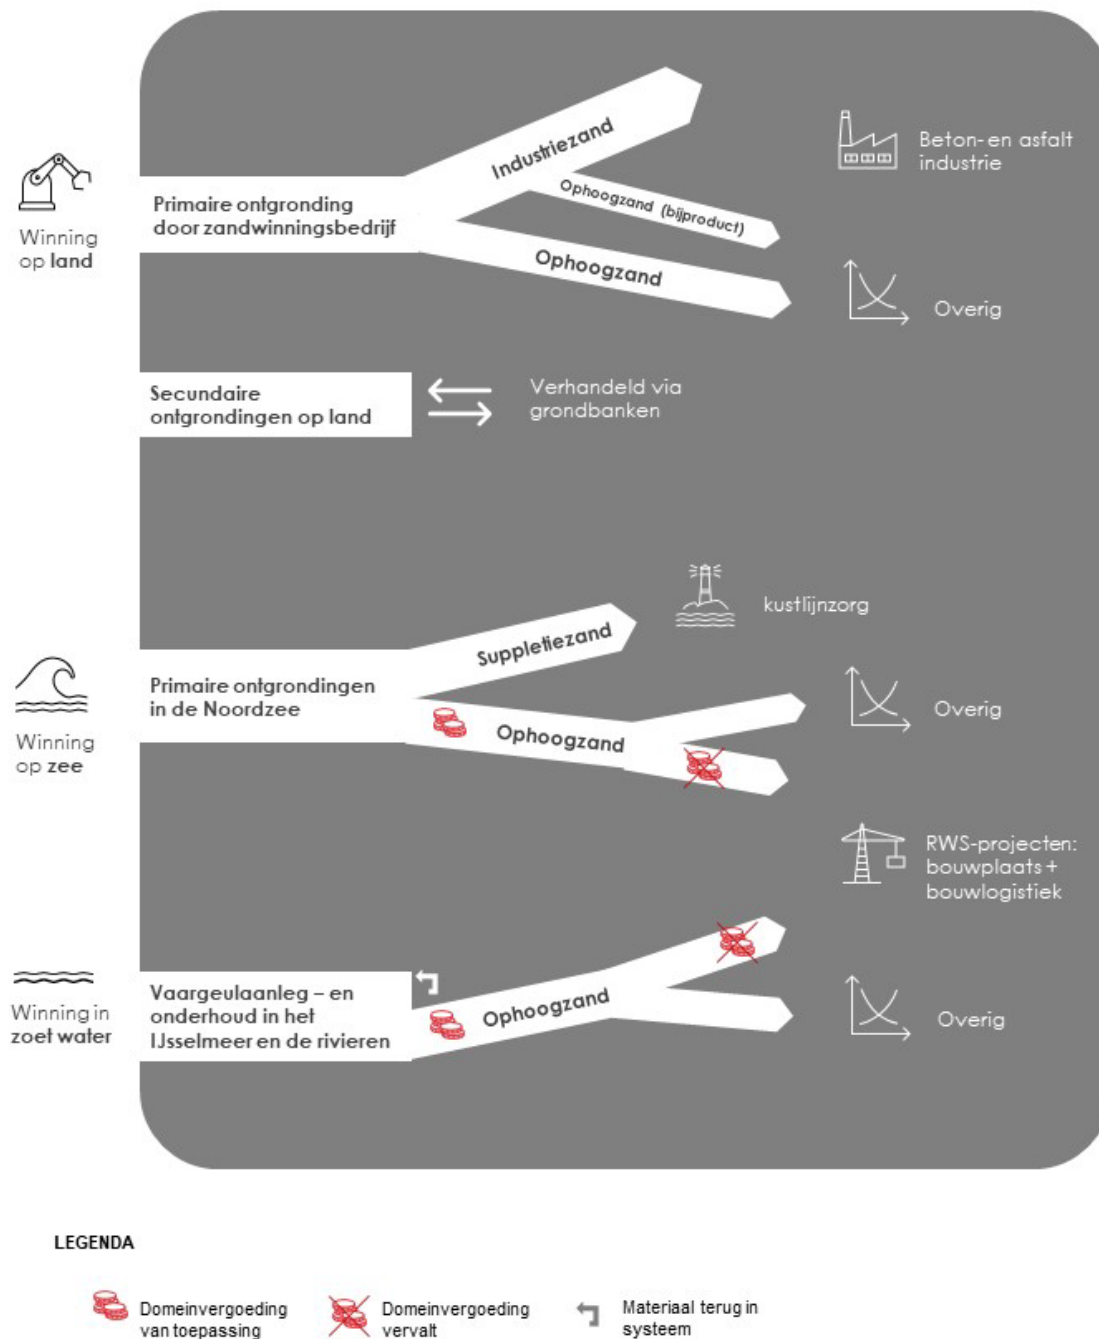 Winning
op land
Primaire ontgronding
door zandwinningsbedrijf
Industriezand
Ophoogzand (bijproduct)
Ophoogzand
Beton- en asfalt
industrie
Overig
Secundaire
ontgrondingen op land
Verhandeld via
grondbanken
Winning
op zee
Primaire ontgrondingen
in de Noordzee
Suppletiezand
kustlijnzorg
Ophoogzand
Overig
RWS-projecten:
bouwplaats +
bouwlogistiek
Winning in
zoet water
Vaargeulaanleg – en
onderhoud in het
IJsselmeer en de rivieren
Ophoogzand
Overig
LEGENDA
Domeinvergoeding
van toepassing
Domeinvergoeding
vervalt
Materiaal terug in
systeem